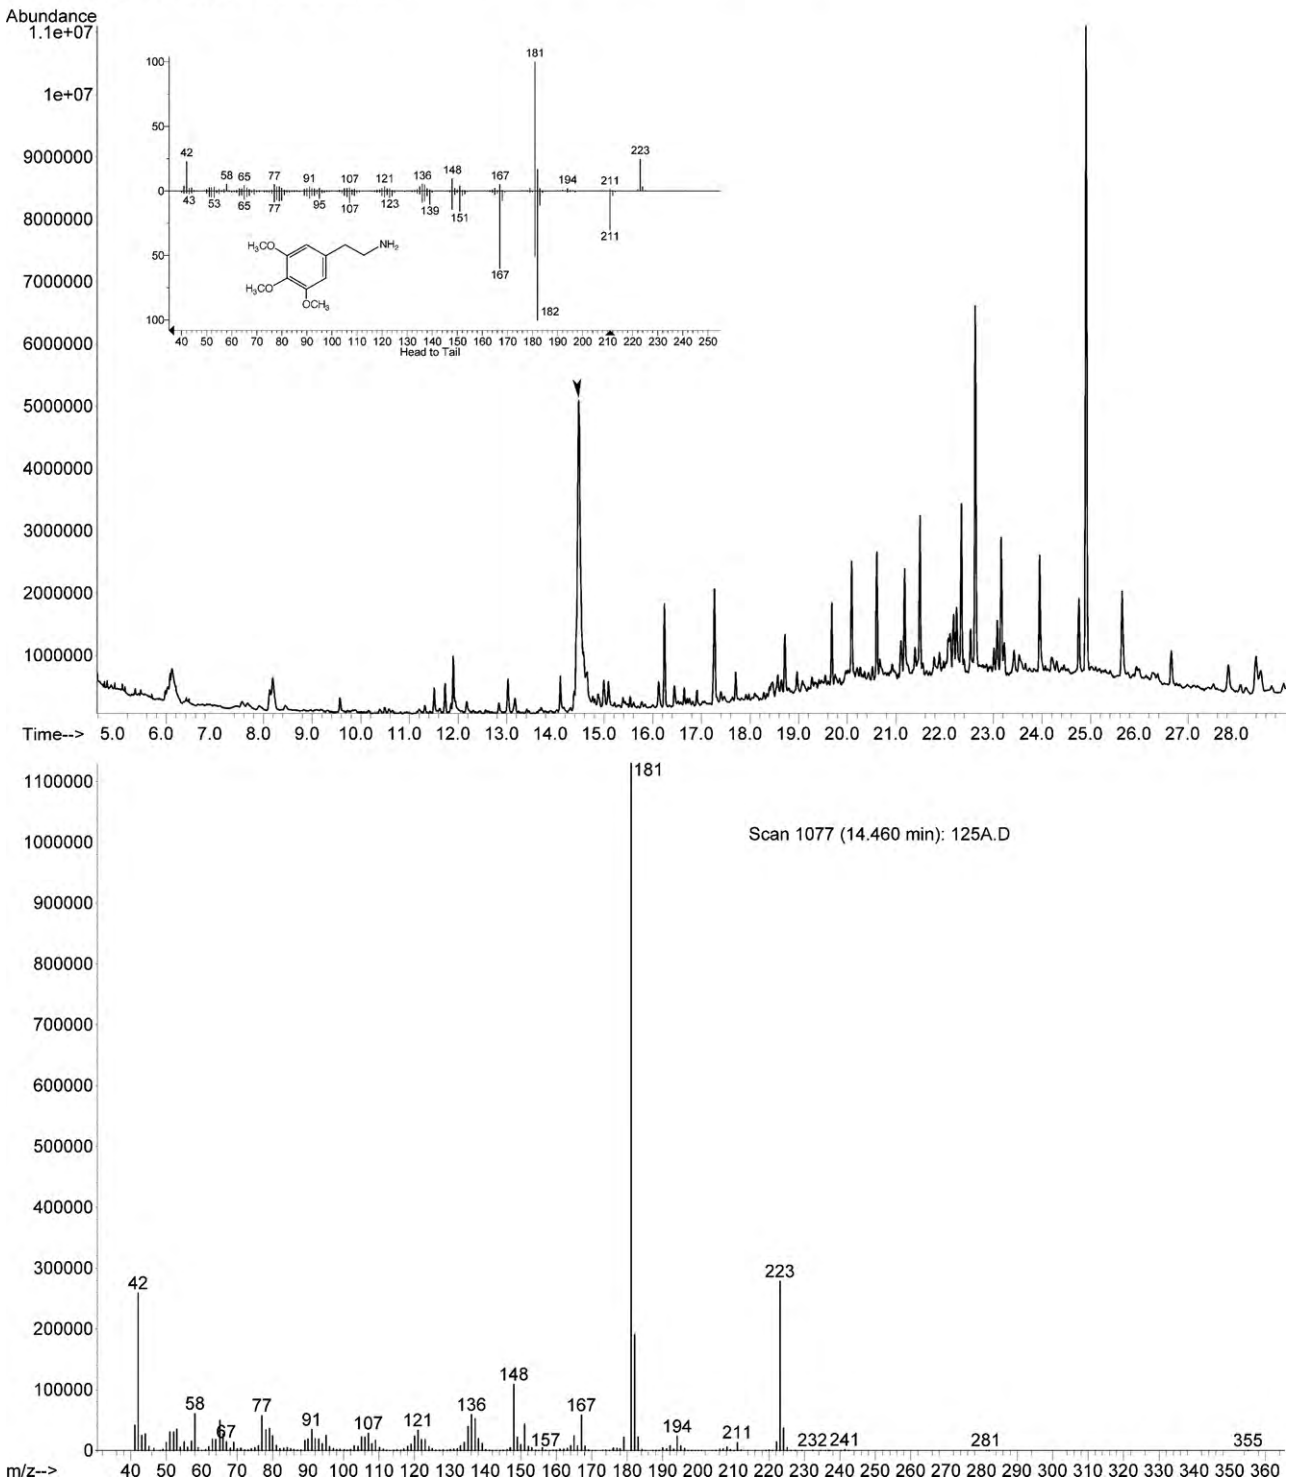 Abundance
1.1e+07
1e+07
9000000
8000000
7000000
6000000
5000000
4000000
3000000
2000000
1000000
100
50
0
50
100
181
42 58 65 77 91 107 121 136 148 167 194 211 223
43 53 65 77 95 107 123 139 151
167
182
211
H₃CO
NH₂
H₃CO
OCH₃
40 50 60 70 80 90 100 110 120 130 140 150 160 170 180 190 200 210 220 230 240 250
Head to Tail
Time--> 5.0 6.0 7.0 8.0 9.0 10.0 11.0 12.0 13.0 14.0 15.0 16.0 17.0 18.0 19.0 20.0 21.0 22.0 23.0 24.0 25.0 26.0 27.0 28.0
1100000
1000000
900000
800000
700000
600000
500000
400000
300000
200000
100000
0
181
Scan 1077 (14.460 min): 125A.D
223
42
148
58 67 77 91 107 121 136 157 167 194 211 232 241 281 355
m/z--> 40 50 60 70 80 90 100 110 120 130 140 150 160 170 180 190 200 210 220 230 240 250 260 270 280 290 300 310 320 330 340 350 360